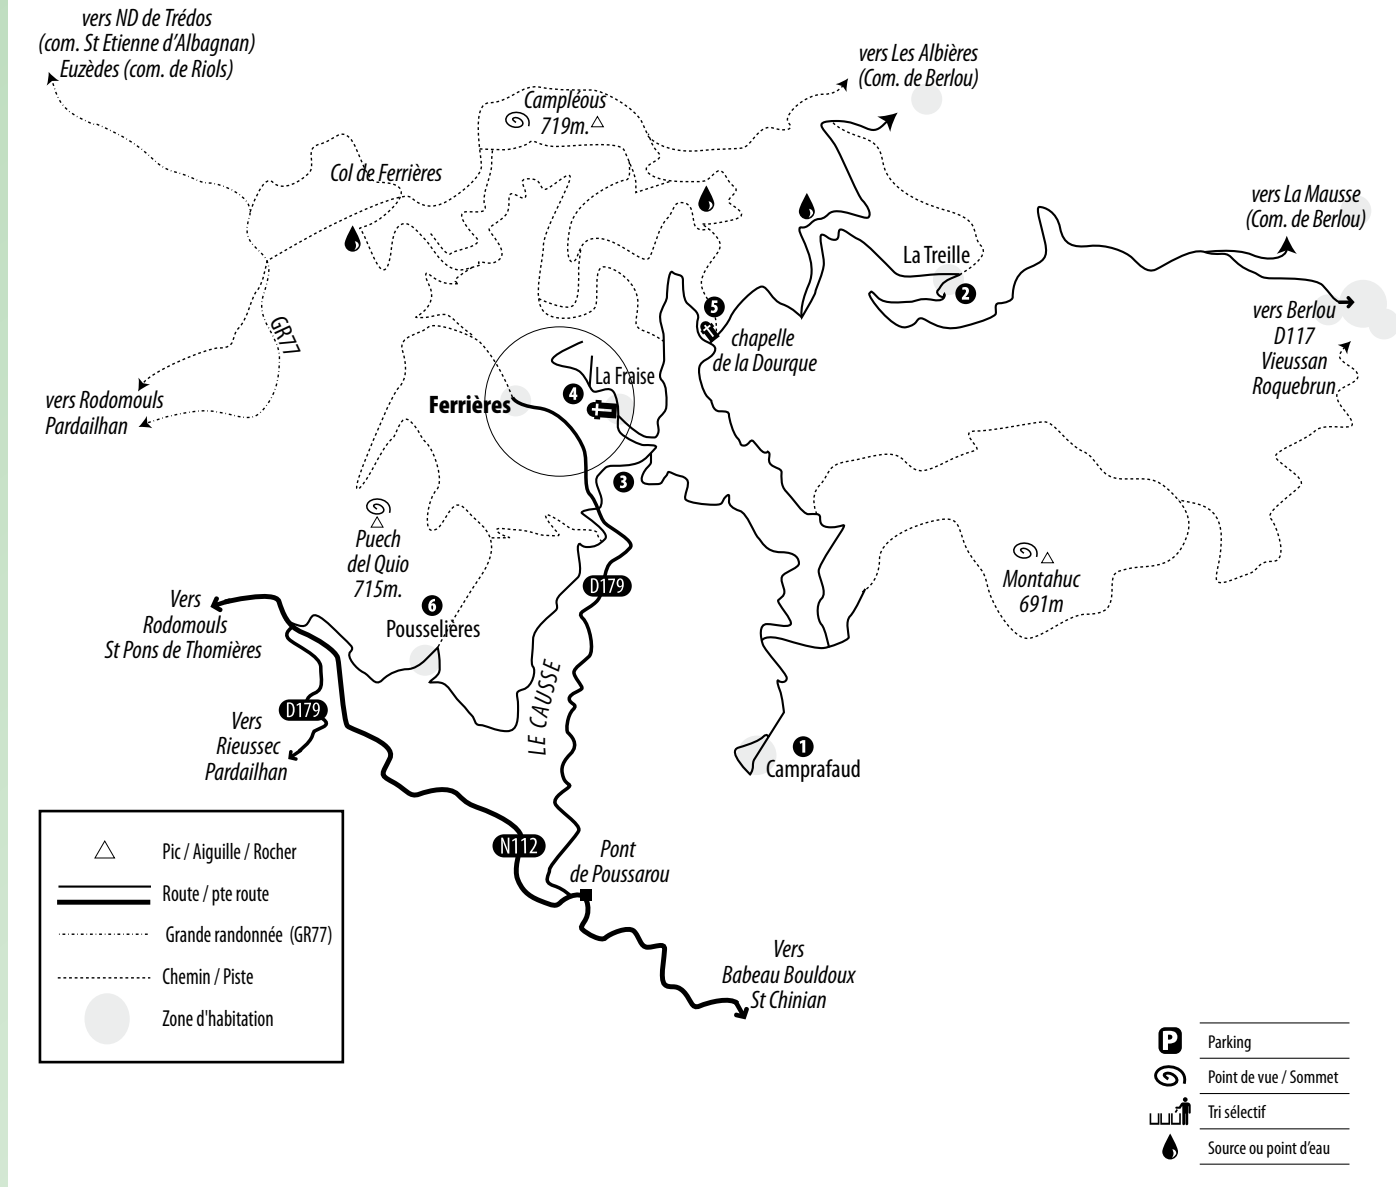 vers ND de Trédos
(com. St Etienne d'Albagnan)
Euzèdes (com. de Riols)
vers Les Albières
(Com. de Berlou)
Campléous
719m.
Col de Ferrières
vers La Mausse
(Com. de Berlou)
La Treille
2
5
chapelle
de la Dourque
vers Berlou
D117
Vieussan
Roquebrun
GR77
vers Rodomouls
Pardailhan
La Fraise
4
Ferrières
3
Puech
del Quio
715m.
Montahuc
691m
D179
6
Pousselières
Vers
Rodomouls
St Pons de Thomières
LE CAUSSE
D179
Vers
Rieussec
Pardailhan
1
Camprafaud
N112
Pont
de Poussarou
Vers
Babeau Bouldoux
St Chinian
Pic / Aiguille / Rocher
Route / pte route
Grande randonnée (GR77)
Chemin / Piste
Zone d'habitation
P
Parking
Point de vue / Sommet
Tri sélectif
Source ou point d'eau